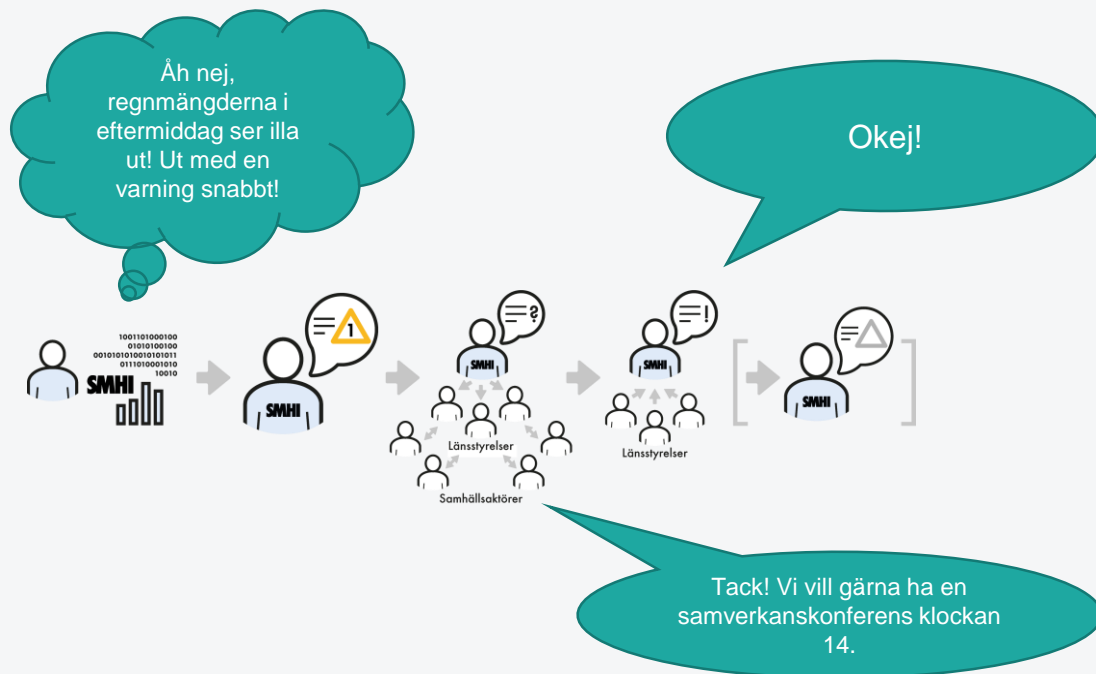 Åh nej,
regnmängderna i
eftermiddag ser illa
ut! Ut med en
varning snabbt!
Okej!
1001101000100
01010100100
0010101010010101011
0111010001010
10010
SMHI
1
SMHI
?
SMHI
Länsstyrelser
Samhällsaktörer
!
SMHI
Länsstyrelser
SMHI
Tack! Vi vill gärna ha en
samverkanskonferens klockan
14.